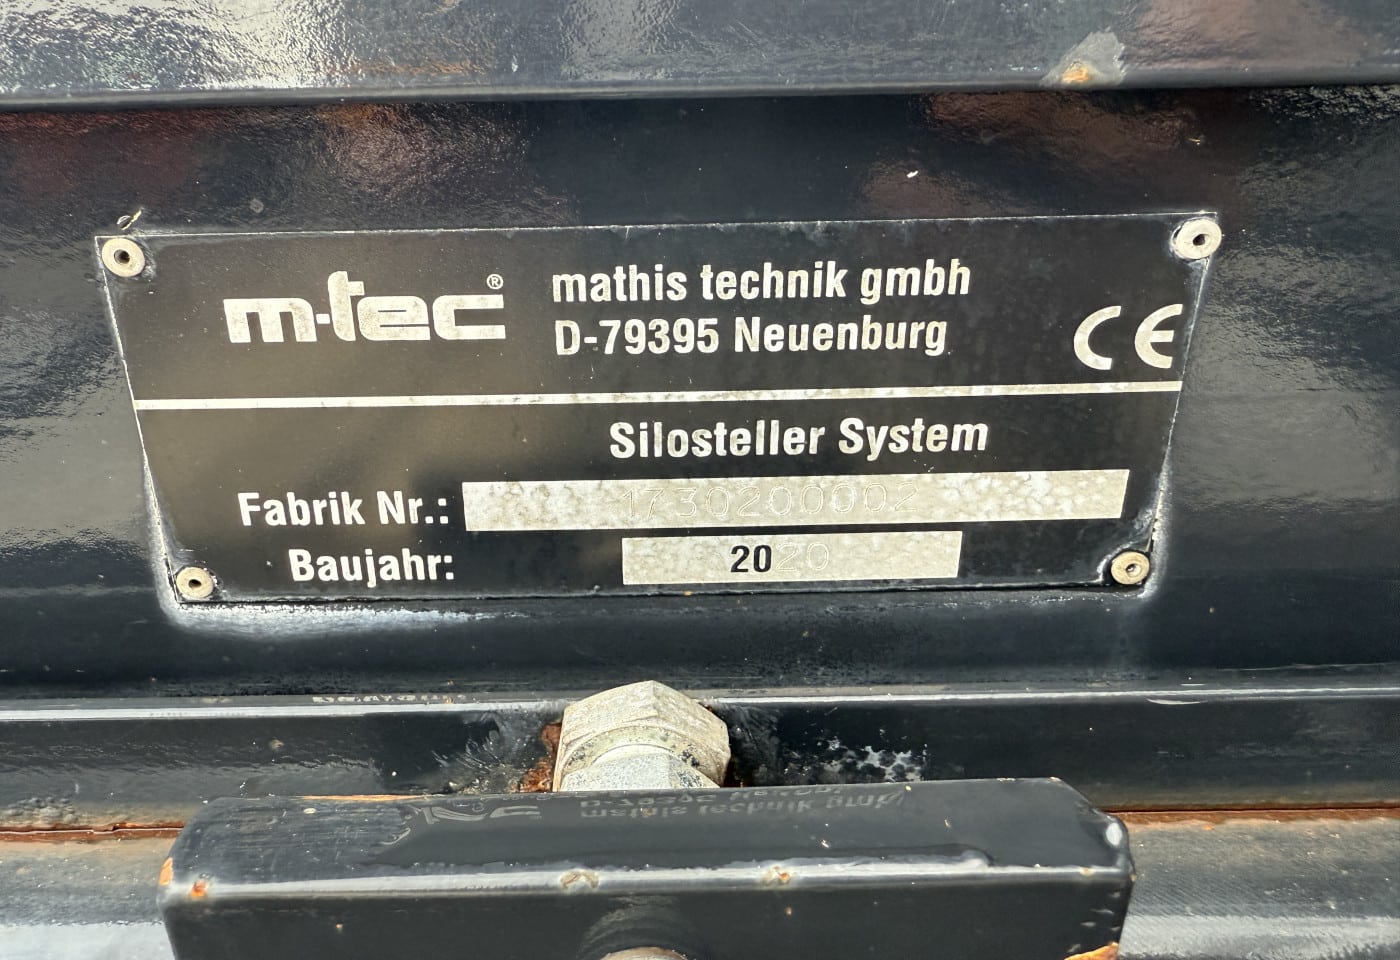 m-tec®
mathis technik gmbh
D-79395 Neuenburg
CE
Silosteller System
Fabrik Nr.: 1730200002
Baujahr: 2020